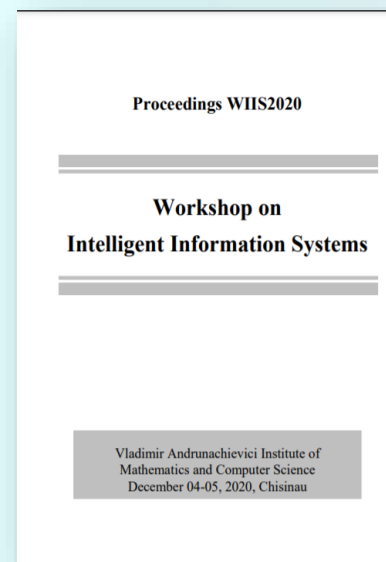 Proceedings WIIS2020
Workshop on
Intelligent Information Systems
Vladimir Andrunachievici Institute of
Mathematics and Computer Science
December 04-05, 2020, Chisinau